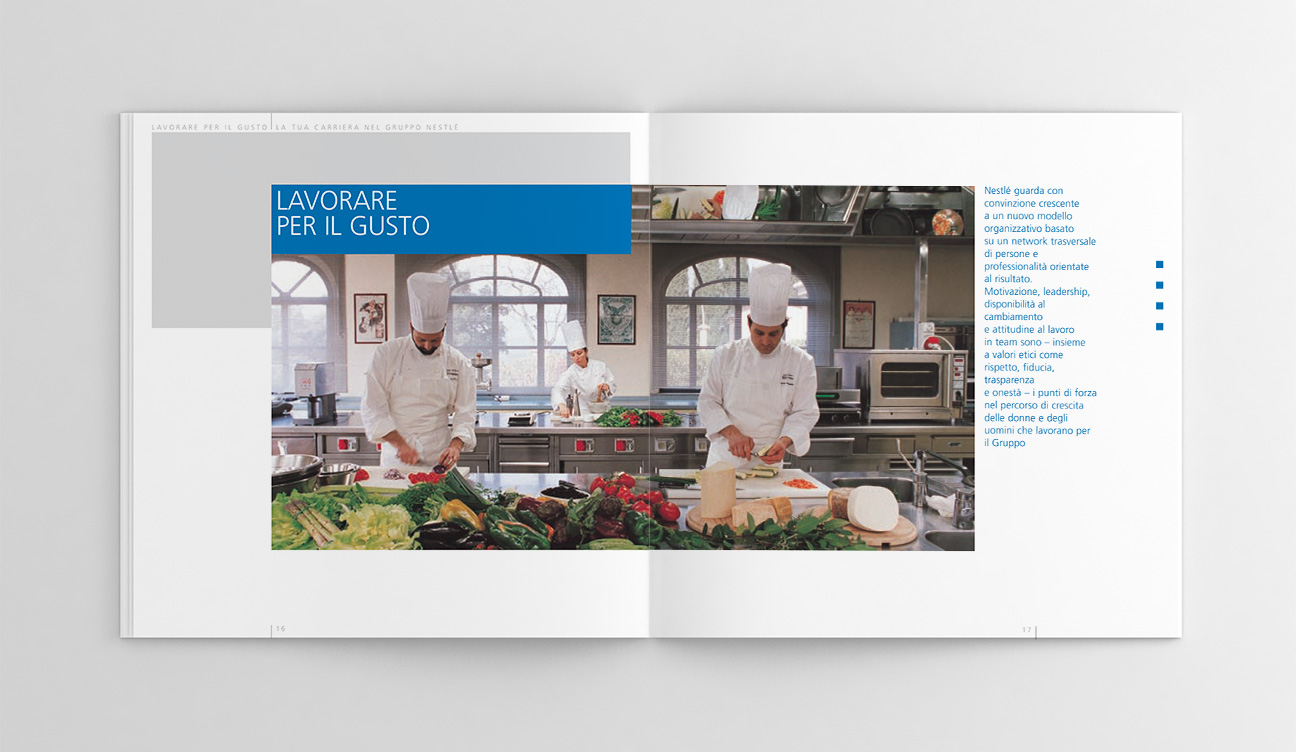 LAVORARE PER IL GUSTO LA TUA CARRIERA NEL GRUPPO NESTLÉ
LAVORARE
PER IL GUSTO
Nestlé guarda con
convinzione crescente
a un nuovo modello
organizzativo basato
su un network trasversale
di persone e
professionalità orientate
al risultato.
Motivazione, leadership,
disponibilità al
cambiamento
e attitudine al lavoro
in team sono – insieme
a valori etici come
rispetto, fiducia,
trasparenza
e onestà – i punti di forza
nel percorso di crescita
delle donne e degli
uomini che lavorano per
il Gruppo
16
17